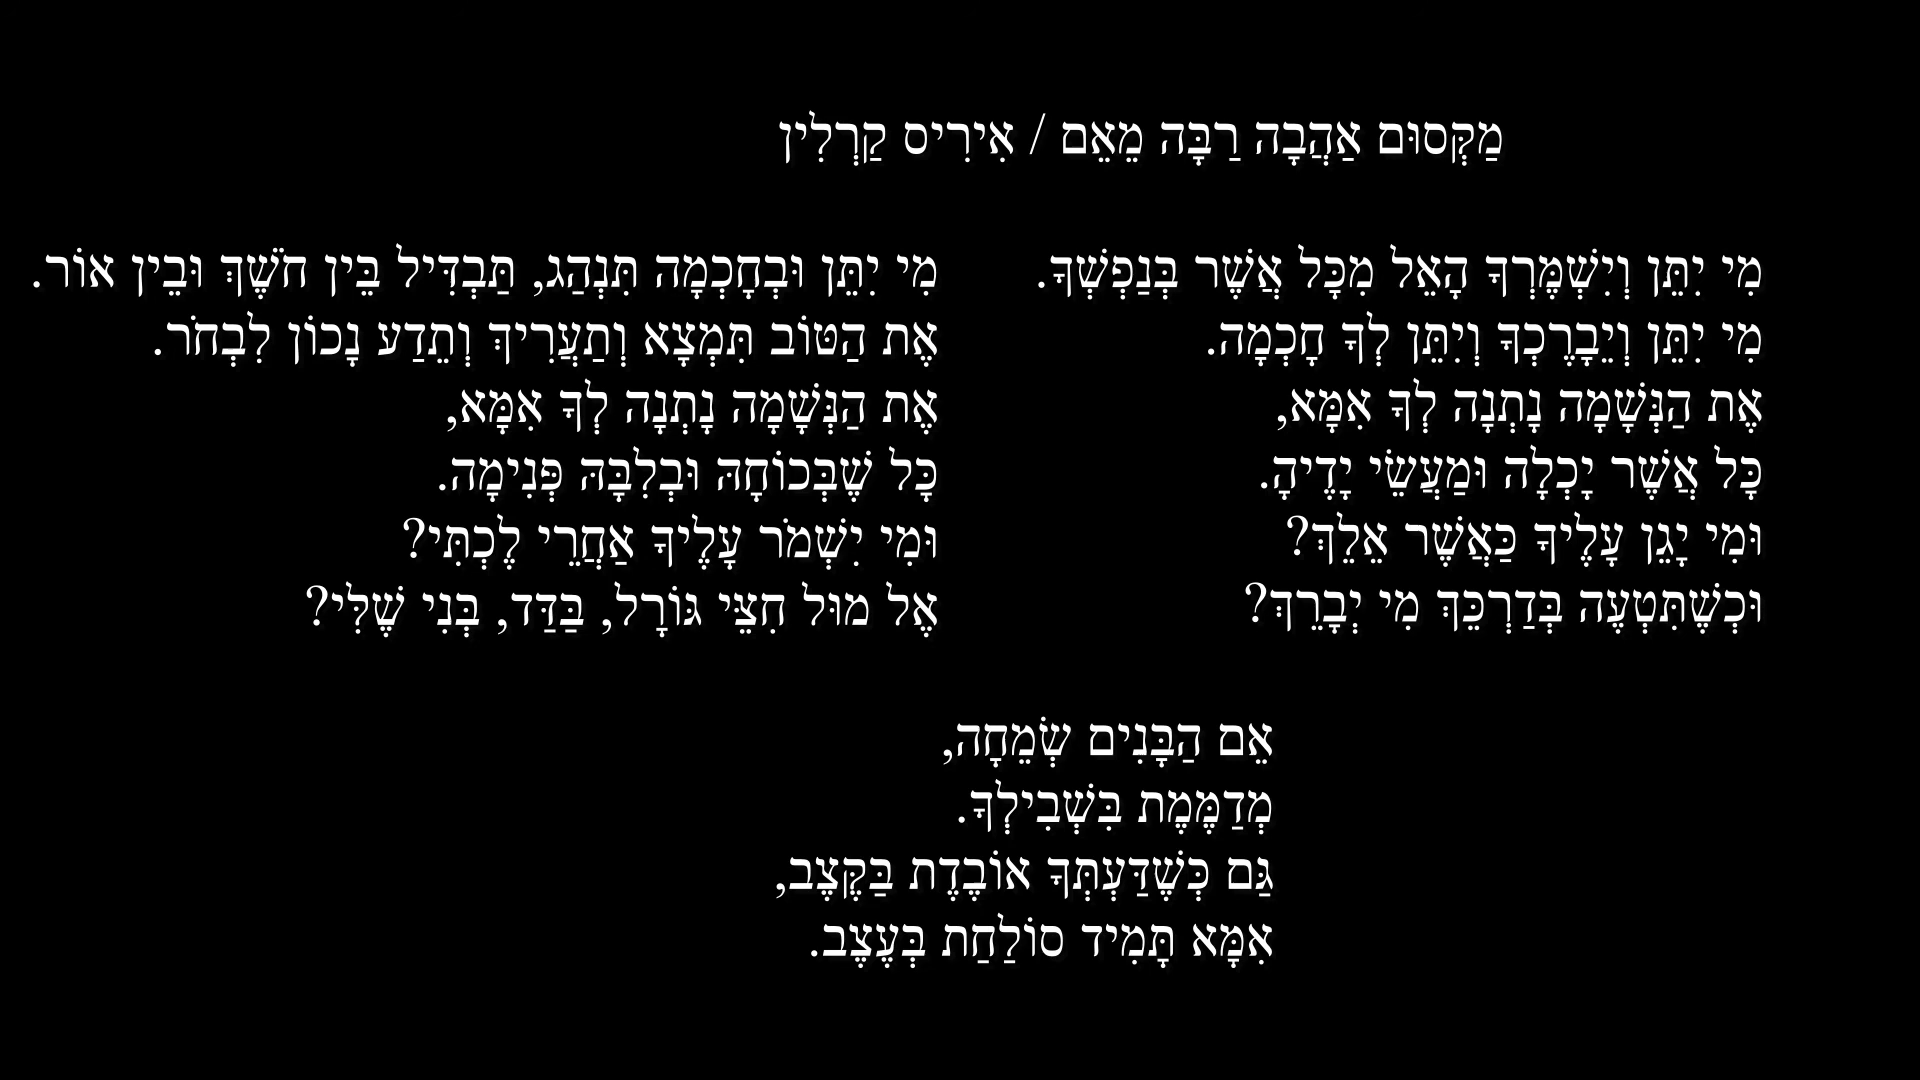 מַקְּסוּם אַהֲבָה רַבָּה מֵאֵם / אִירִיס קַרְלִין
מִי יִתֵּן וְיִשְׁמֶּרְךָ הָאֵל מִכָּל אֲשֶׁר בְּנַפְשְׁךָ.
מִי יִתֵּן וְיֵבָרֶכְךָ וְיִתֵּן לְךָ חָכְמָה.
אֶת הַנְּשָׁמָה נָתְנָה לְךָ אִמָּא,
כָּל אֲשֶׁר יָכְלָה וּמַעֲשֵׂי יָדֶיהָ.
וּמִי יָגֵן עָלֶיךָ כַּאֲשֶׁר אֵלֵךְ?
וּכְשֶׁתִּטְעֶה בְּדַרְכֵּךְ מִי יְבָרֵךְ?
מִי יִתֵּן וּבְחָכְמָה תִּנְהַג, תַּבְדִּיל בֵּין חֹשֶׁךְ וּבֵין אוֹר.
אֶת הַטּוֹב תִּמְצָא וְתַעֲרִיךְ וְתֵדַע נָכוֹן לִבְחֹר.
אֶת הַנְּשָׁמָה נָתְנָה לְךָ אִמָּא,
כָּל שֶׁבְּכוֹחָהּ וּבְלִבָּהּ פְּנִימָה.
וּמִי יִשְׁמֹר עָלֶיךָ אַחֲרֵי לֶכְתִּי?
אֶל מוּל חִצֵּי גּוֹרָל, בַּדַּד, בְּנִי שֶׁלִּי?
אֵם הַבָּנִים שְׂמֵחָה,
מְדַמֶּמֶת בִּשְׁבִילְךָ.
גַּם כְּשֶׁדַּעְתְּךָ אוֹבֶדֶת בַּקֶּצֶב,
אִמָּא תָּמִיד סוֹלַחַת בְּעֶצֶב.